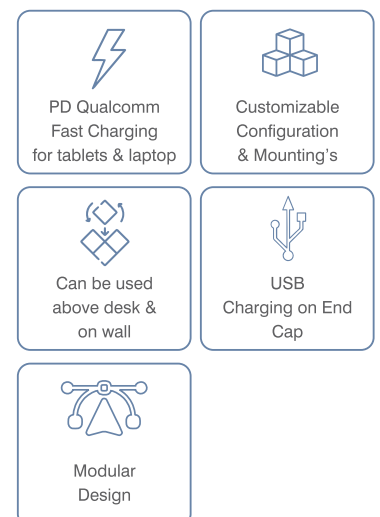 PD Qualcomm
Fast Charging
for tablets & laptop
Customizable
Configuration
& Mounting's
Can be used
above desk &
on wall
USB
Charging on End
Cap
Modular
Design